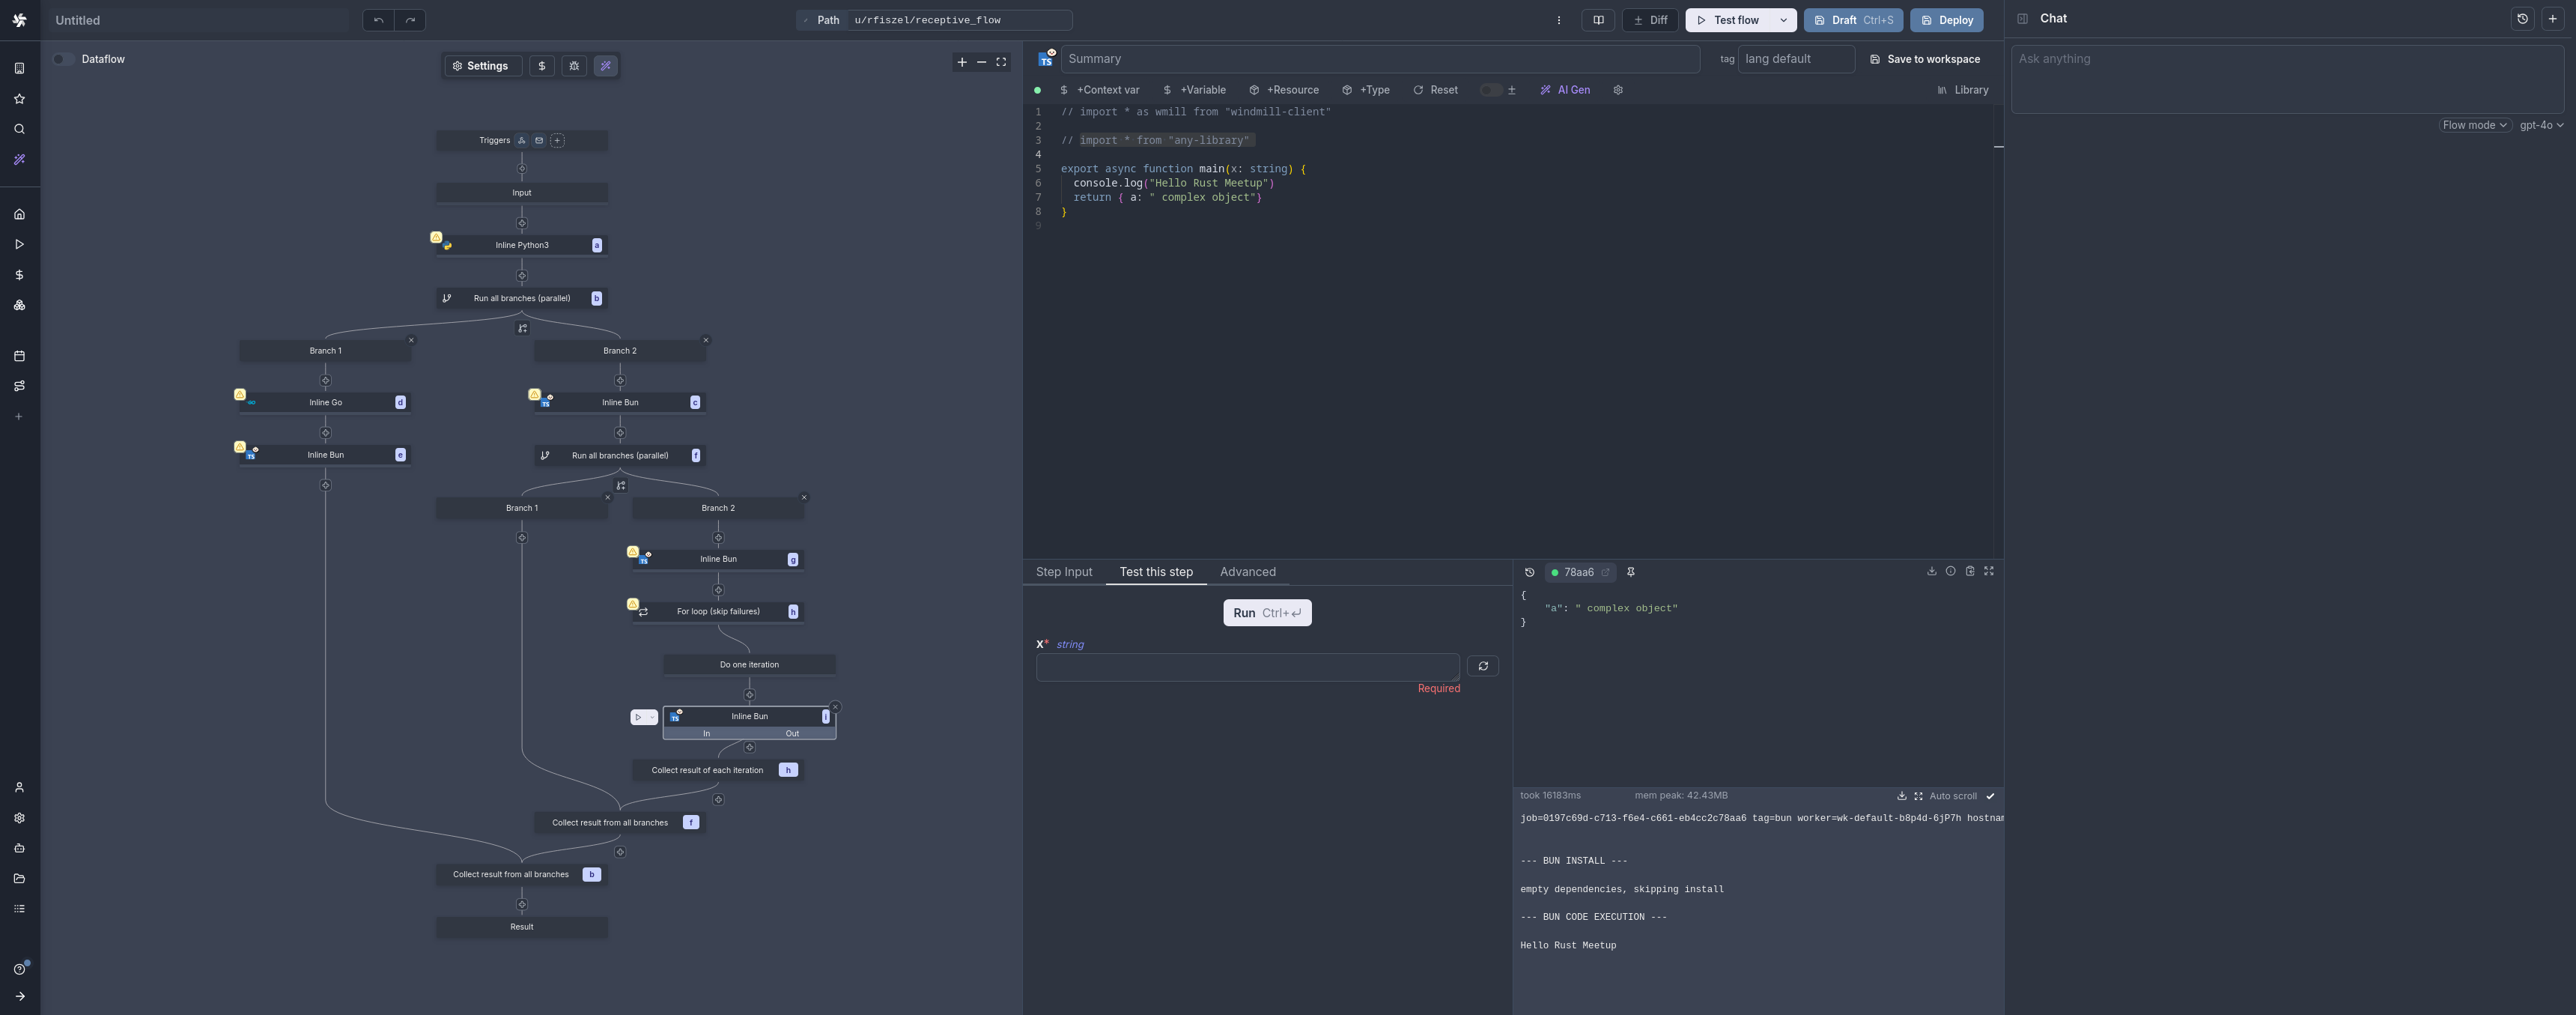 Untitled
Path u/rfiszel/receptive_flow
Diff
Test flow
Draft Ctrl+S
Deploy
Chat
Dataflow
Settings
Triggers
Input
Inline Python3 a
Run all branches (parallel) b
Branch 1
Branch 2
Inline Go d
Inline Bun c
Inline Bun e
Run all branches (parallel) f
Branch 1
Branch 2
Inline Bun g
For loop (skip failures) h
Do one iteration
Inline Bun i
In Out
Collect result of each iteration h
Collect result from all branches f
Collect result from all branches b
Result
TS Summary
tag lang default
Save to workspace
+Context var +Variable +Resource +Type Reset AI Gen Library
1 // import * as wmill from "windmill-client"
2
3 // import * from "any-library"
4
5 export async function main(x: string) {
6 console.log("Hello Rust Meetup")
7 return { a: " complex object"}
8 }
9
Step Input Test this step Advanced
Run Ctrl+
X* string
Required
78aa6
{
"a": " complex object"
}
took 16183ms mem peak: 42.43MB Auto scroll
job=0197c69d-c713-f6e4-c661-eb4cc2c78aa6 tag=bun worker=wk-default-b8p4d-6jP7h hostnam
--- BUN INSTALL ---
empty dependencies, skipping install
--- BUN CODE EXECUTION ---
Hello Rust Meetup
Ask anything
Flow mode gpt-4o